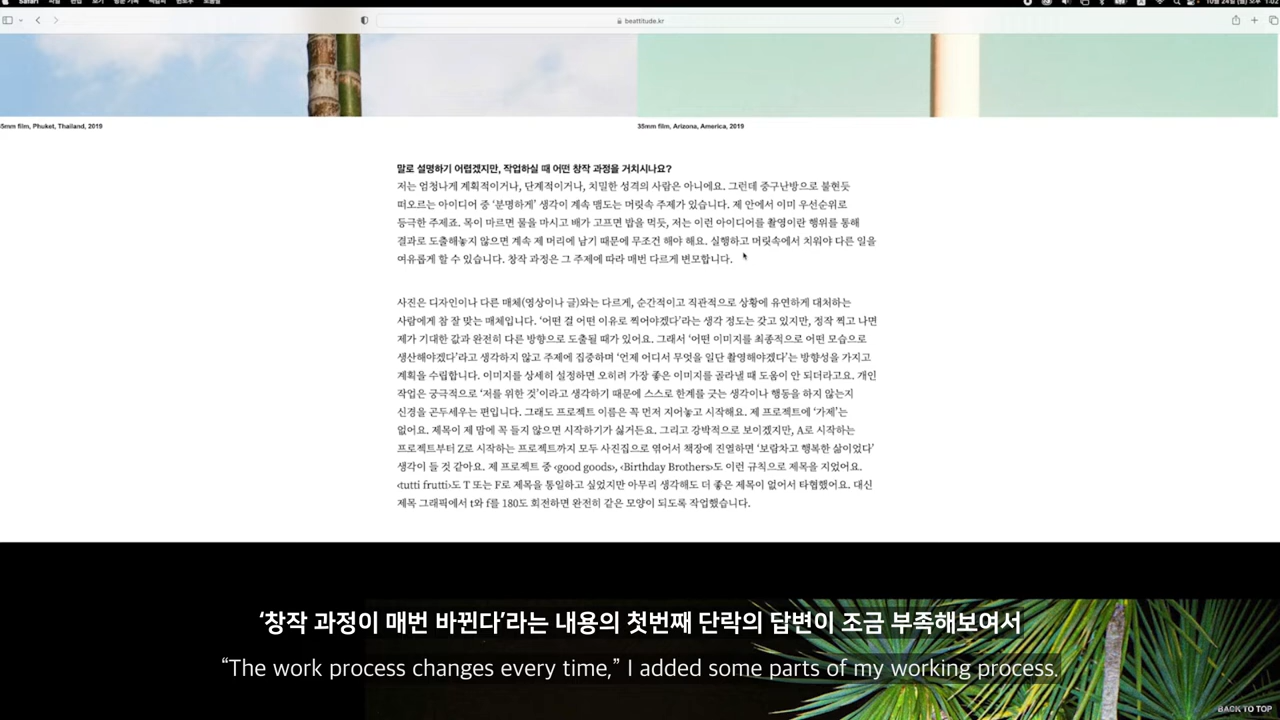 Safari
beattitude.kr
10월 24일 (월) 오후 1:02
5mm film, Phuket, Thailand, 2019
35mm film, Arizona, America, 2019
말로 설명하기 어렵겠지만, 작업하실 때 어떤 창작 과정을 거치시나요?
저는 엄청나게 계획적이거나, 단계적이거나, 치밀한 성격의 사람은 아니에요. 그런데 중구난방으로 불현듯
떠오르는 아이디어 중 ‘분명하게’ 생각이 계속 맴도는 머릿속 주제가 있습니다. 제 안에서 이미 우선순위로
등극한 주제죠. 목이 마르면 물을 마시고 배가 고프면 밥을 먹듯, 저는 이런 아이디어를 촬영이란 행위를 통해
결과로 도출해놓지 않으면 계속 제 머리에 남기 때문에 무조건 해야 해요. 실행하고 머릿속에서 치워야 다른 일을
여유롭게 할 수 있습니다. 창작 과정은 그 주제에 따라 매번 다르게 변모합니다.
사진은 디자인이나 다른 매체(영상이나 글)와는 다르게, 순간적이고 직관적으로 상황에 유연하게 대처하는
사람에게 참 잘 맞는 매체입니다. ‘어떤 걸 어떤 이유로 찍어야겠다’라는 생각 정도는 갖고 있지만, 정작 찍고 나면
제가 기대한 값과 완전히 다른 방향으로 도출될 때가 있어요. 그래서 ‘어떤 이미지를 최종적으로 어떤 모습으로
생산해야겠다’라고 생각하지 않고 주제에 집중하며 ‘언제 어디서 무엇을 일단 촬영해야겠다’는 방향성을 가지고
계획을 수립합니다. 이미지를 상세히 설정하면 오히려 가장 좋은 이미지를 골라낼 때 도움이 안 되더라고요. 개인
작업은 궁극적으로 ‘저를 위한 것’이라고 생각하기 때문에 스스로 한계를 긋는 생각이나 행동을 하지 않는지
신경을 곤두세우는 편입니다. 그래도 프로젝트 이름은 꼭 먼저 지어놓고 시작해요. 제 프로젝트에 ‘가제’는
없어요. 제목이 제 맘에 꼭 들지 않으면 시작하기가 싫거든요. 그리고 강박적으로 보이겠지만, A로 시작하는
프로젝트부터 Z로 시작하는 프로젝트까지 모두 사진집으로 엮어서 책장에 진열하면 ‘보람차고 행복한 삶이었다’
생각이 들 것 같아요. 제 프로젝트 중 ‹good goods›, ‹Birthday Brothers›도 이런 규칙으로 제목을 지었어요.
‹tutti frutti›도 T 또는 F로 제목을 통일하고 싶었지만 아무리 생각해도 더 좋은 제목이 없어서 타협했어요. 대신
제목 그래픽에서 t와 f를 180도 회전하면 완전히 같은 모양이 되도록 작업했습니다.
‘창작 과정이 매번 바뀐다’라는 내용의 첫번째 단락의 답변이 조금 부족해보여서
“The work process changes every time,” I added some parts of my working process.
BACK TO TOP